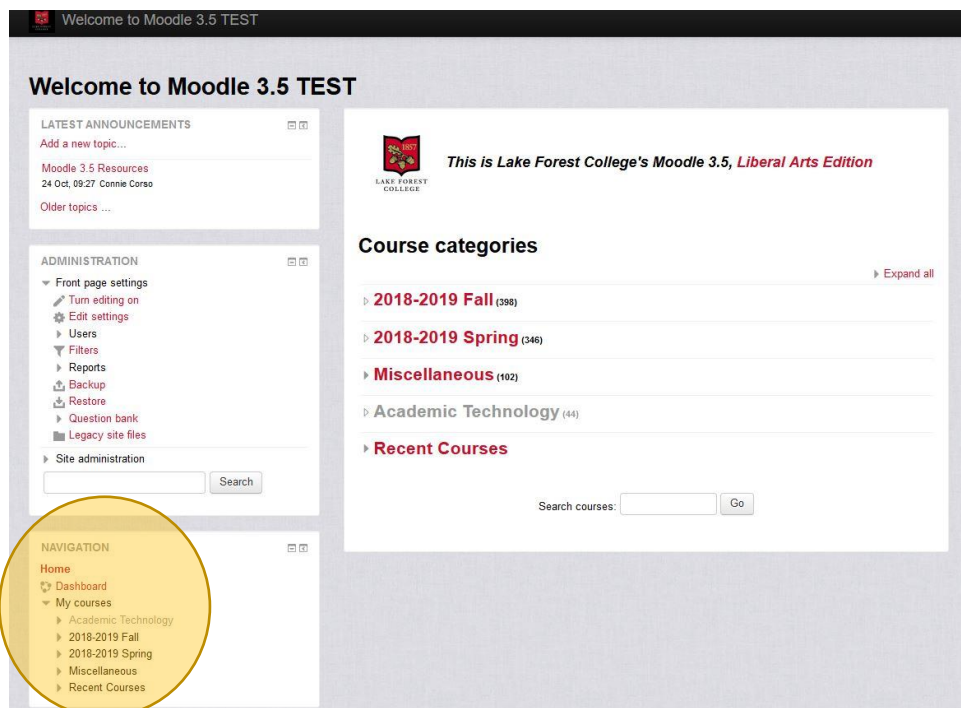 Welcome to Moodle 3.5 TEST
Welcome to Moodle 3.5 TEST
LATEST ANNOUNCEMENTS
Add a new topic...
Moodle 3.5 Resources
24 Oct, 09:27 Connie Corso
Older topics ...
ADMINISTRATION
Front page settings
Turn editing on
Edit settings
Users
Filters
Reports
Backup
Restore
Question bank
Legacy site files
Site administration
Search
NAVIGATION
Home
Dashboard
My courses
Academic Technology
2018-2019 Fall
2018-2019 Spring
Miscellaneous
Recent Courses
1857
LAKE FOREST
COLLEGE
This is Lake Forest College's Moodle 3.5, Liberal Arts Edition
Course categories
Expand all
2018-2019 Fall (398)
2018-2019 Spring (346)
Miscellaneous (102)
Academic Technology (44)
Recent Courses
Search courses: Go